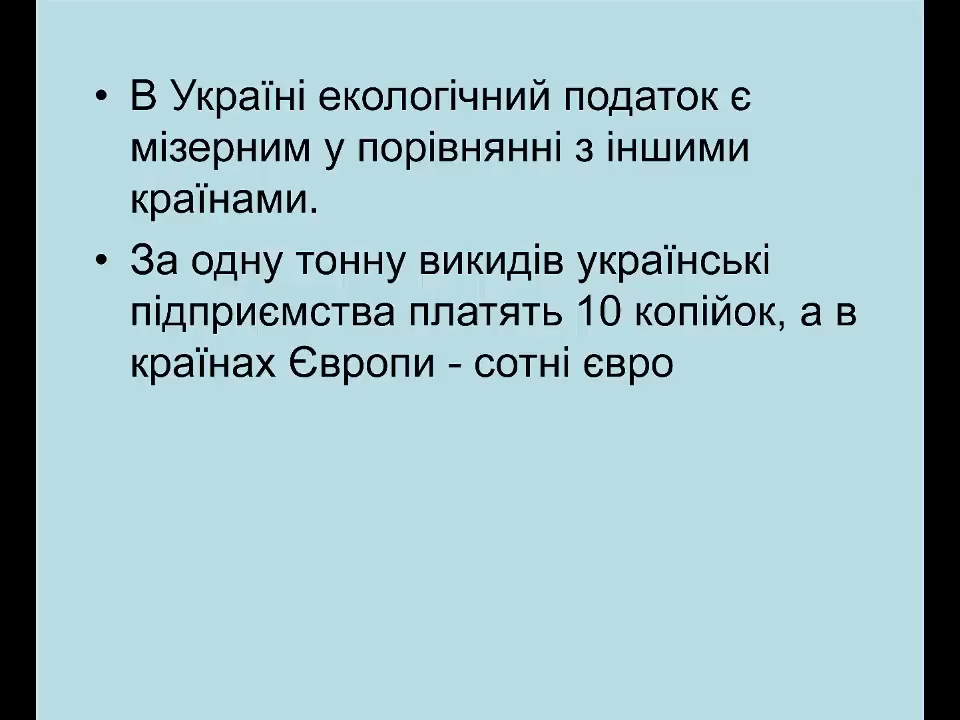 • В Україні екологічний податок є
мізерним у порівнянні з іншими
країнами.
• За одну тонну викидів українські
підприємства платять 10 копійок, а в
країнах Європи - сотні євро